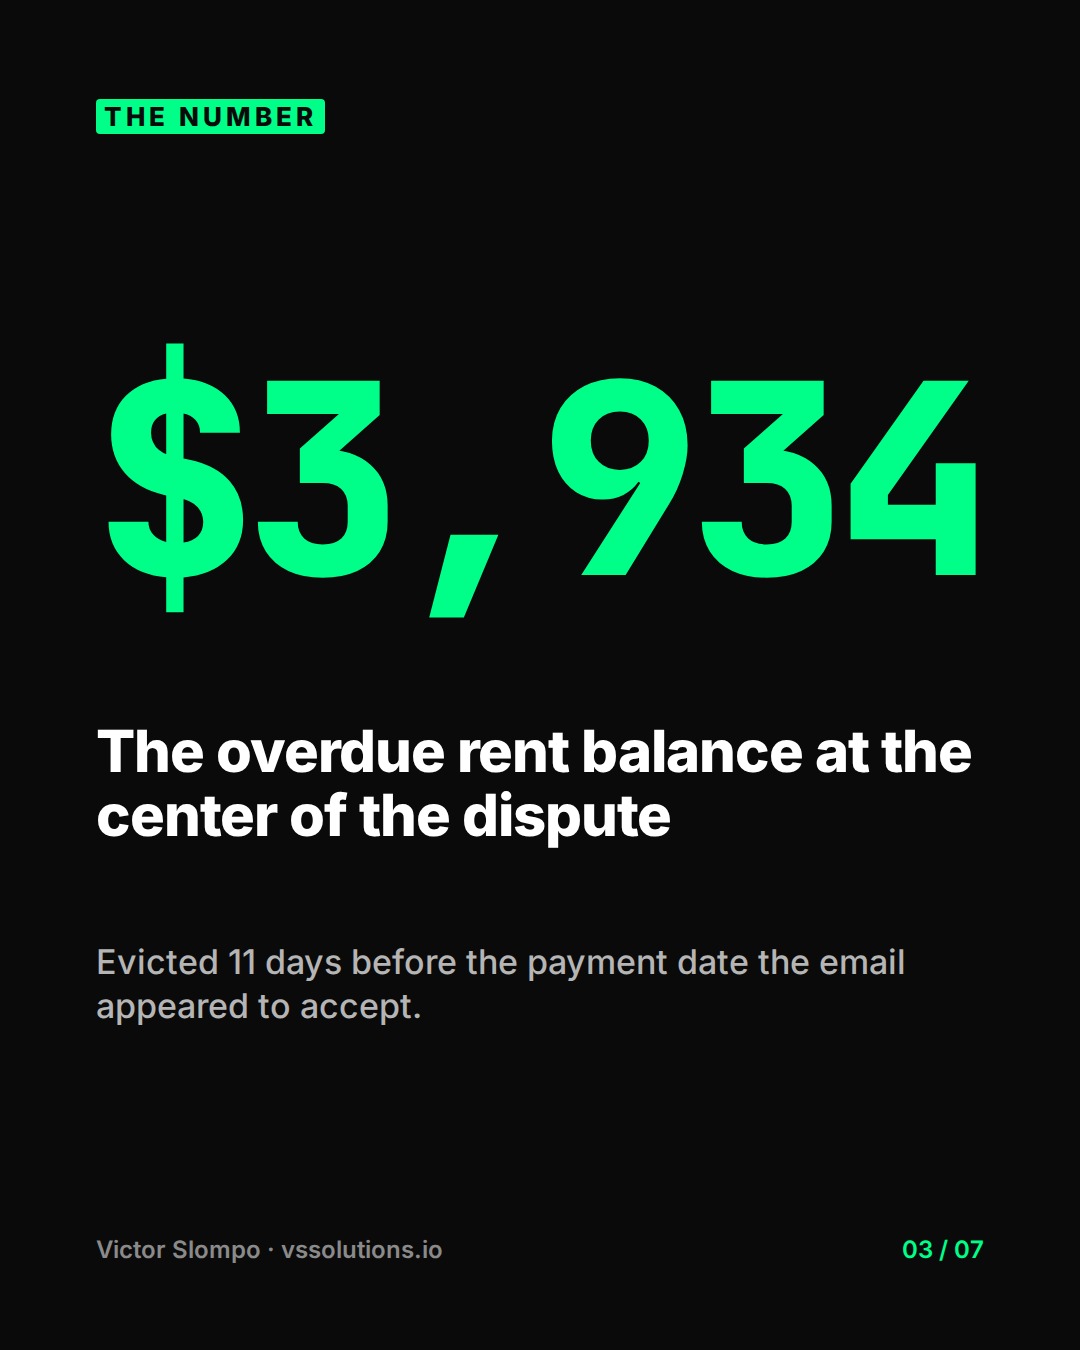 THE NUMBER
$3,934
The overdue rent balance at the
center of the dispute
Evicted 11 days before the payment date the email
appeared to accept.
Victor Slompo · vssolutions.io
03 / 07